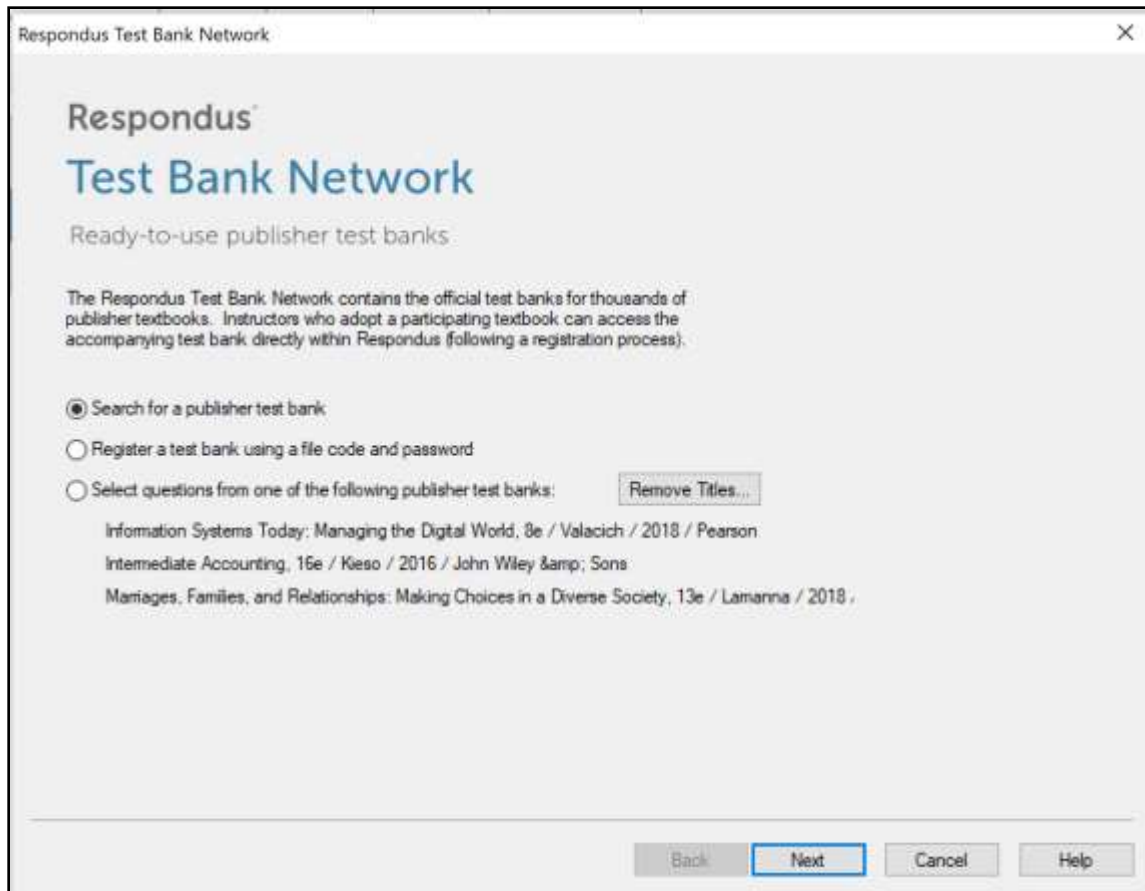 Respondus Test Bank Network
Respondus
Test Bank Network
Ready-to-use publisher test banks
The Respondus Test Bank Network contains the official test banks for thousands of
publisher textbooks. Instructors who adopt a participating textbook can access the
accompanying test bank directly within Respondus (following a registration process).
Search for a publisher test bank
Register a test bank using a file code and password
Select questions from one of the following publisher test banks: Remove Titles...
Information Systems Today: Managing the Digital World, 8e / Valacich / 2018 / Pearson
Intermediate Accounting, 16e / Kieso / 2016 / John Wiley &amp; Sons
Marriages, Families, and Relationships: Making Choices in a Diverse Society, 13e / Lamanna / 2018
Back Next Cancel Help